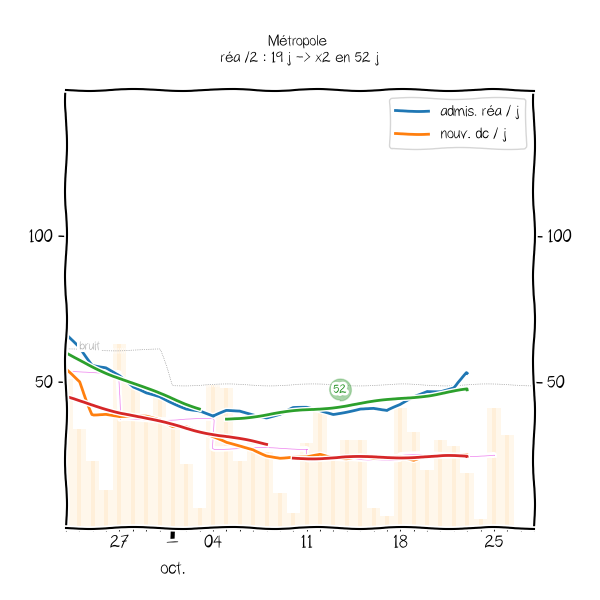 Métropole
réa /2 : 19 j -> x2 en 52 j
admis. réa / j
nouv. dc / j
100
100
bruit
50
50
52
27
04
11
18
25
oct.